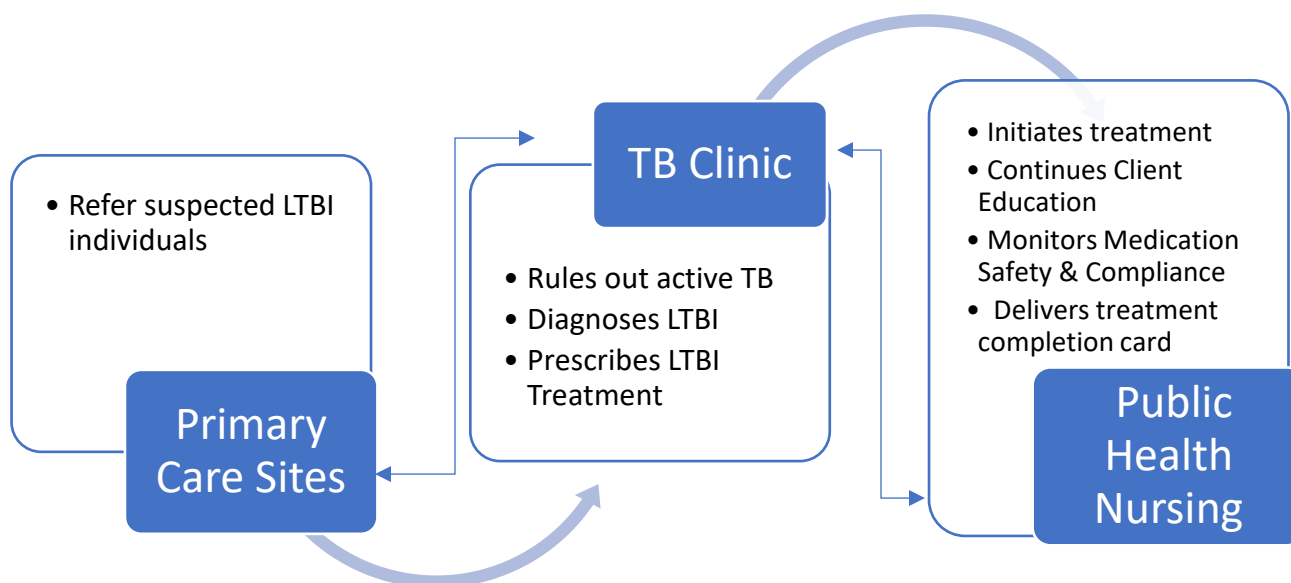 • Refer suspected LTBI
individuals
Primary
Care Sites
TB Clinic
• Rules out active TB
• Diagnoses LTBI
• Prescribes LTBI
Treatment
• Initiates treatment
• Continues Client
Education
• Monitors Medication
Safety & Compliance
• Delivers treatment
completion card
Public
Health
Nursing